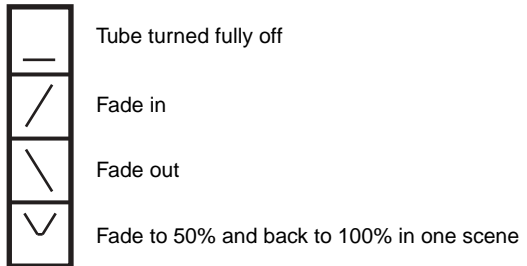 Tube turned fully off
Fade in
Fade out
Fade to 50% and back to 100% in one scene